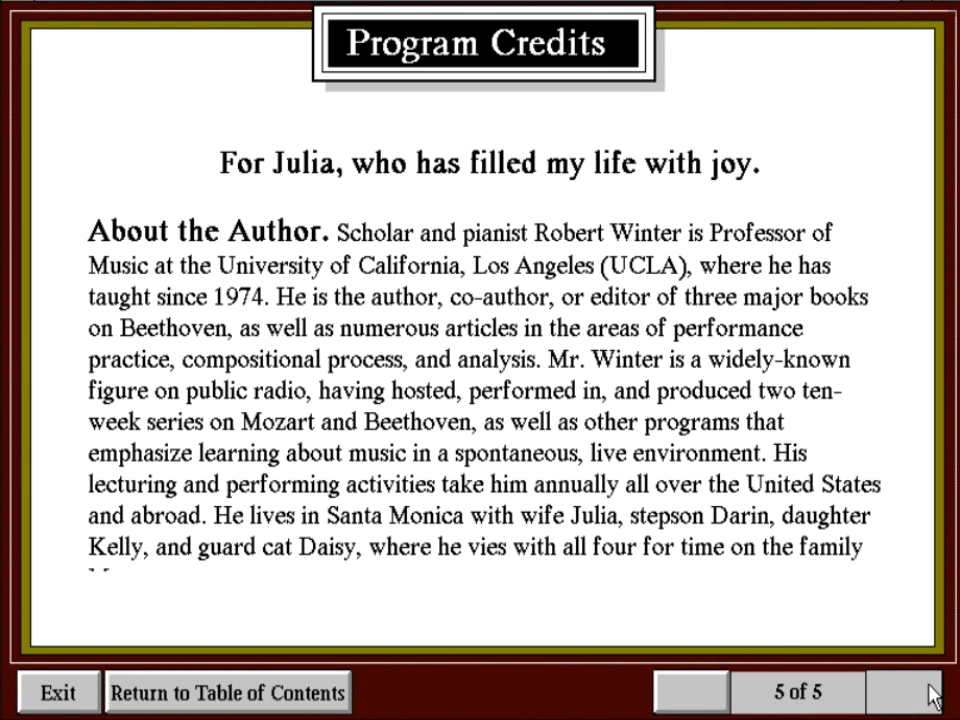 Program Credits
For Julia, who has filled my life with joy.
About the Author. Scholar and pianist Robert Winter is Professor of
Music at the University of California, Los Angeles (UCLA), where he has
taught since 1974. He is the author, co-author, or editor of three major books
on Beethoven, as well as numerous articles in the areas of performance
practice, compositional process, and analysis. Mr. Winter is a widely-known
figure on public radio, having hosted, performed in, and produced two ten-
week series on Mozart and Beethoven, as well as other programs that
emphasize learning about music in a spontaneous, live environment. His
lecturing and performing activities take him annually all over the United States
and abroad. He lives in Santa Monica with wife Julia, stepson Darin, daughter
Kelly, and guard cat Daisy, where he vies with all four for time on the family
Exit
Return to Table of Contents
5 of 5